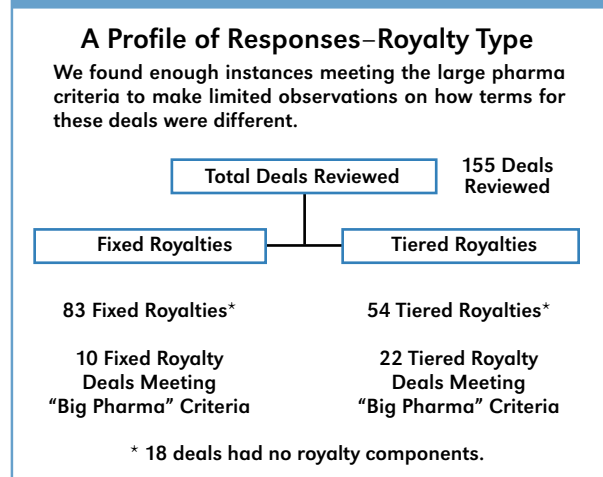 A Profile of Responses–Royalty Type
We found enough instances meeting the large pharma
criteria to make limited observations on how terms for
these deals were different.
Total Deals Reviewed
155 Deals
Reviewed
Fixed Royalties
Tiered Royalties
83 Fixed Royalties*
54 Tiered Royalties*
10 Fixed Royalty
Deals Meeting
“Big Pharma” Criteria
22 Tiered Royalty
Deals Meeting
“Big Pharma” Criteria
* 18 deals had no royalty components.